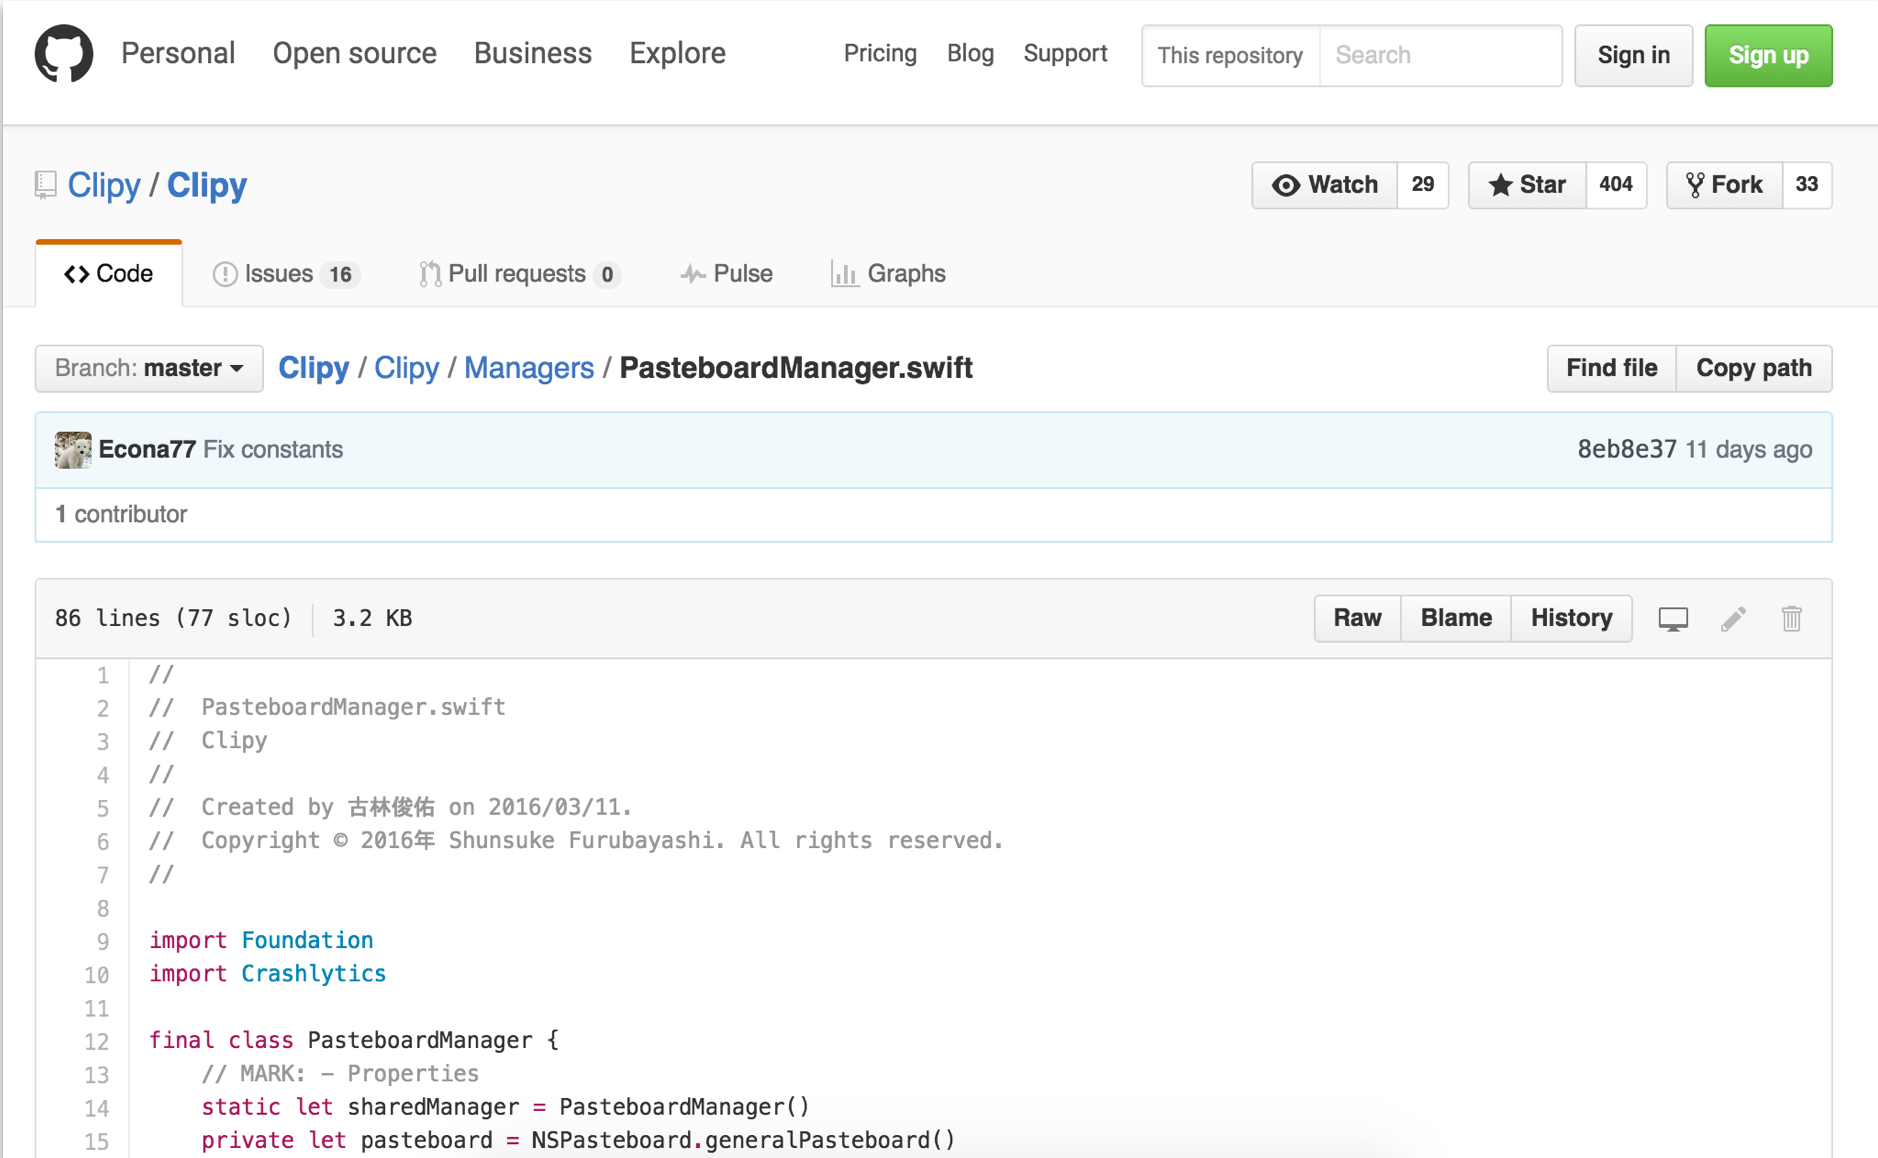 Personal Open source Business Explore Pricing Blog Support This repository Search Sign in Sign up
Clipy / Clipy Watch 29 Star 404 Fork 33
Code Issues 16 Pull requests 0 Pulse Graphs
Branch: master Clipy / Clipy / Managers / PasteboardManager.swift Find file Copy path
Econa77 Fix constants 8eb8e37 11 days ago
1 contributor
86 lines (77 sloc) 3.2 KB Raw Blame History
1 //
2 //  PasteboardManager.swift
3 //  Clipy
4 //
5 //  Created by 古林俊佑 on 2016/03/11.
6 //  Copyright © 2016年 Shunsuke Furubayashi. All rights reserved.
7 //
8
9 import Foundation
10 import Crashlytics
11
12 final class PasteboardManager {
13     // MARK: - Properties
14     static let sharedManager = PasteboardManager()
15     private let pasteboard = NSPasteboard.generalPasteboard()